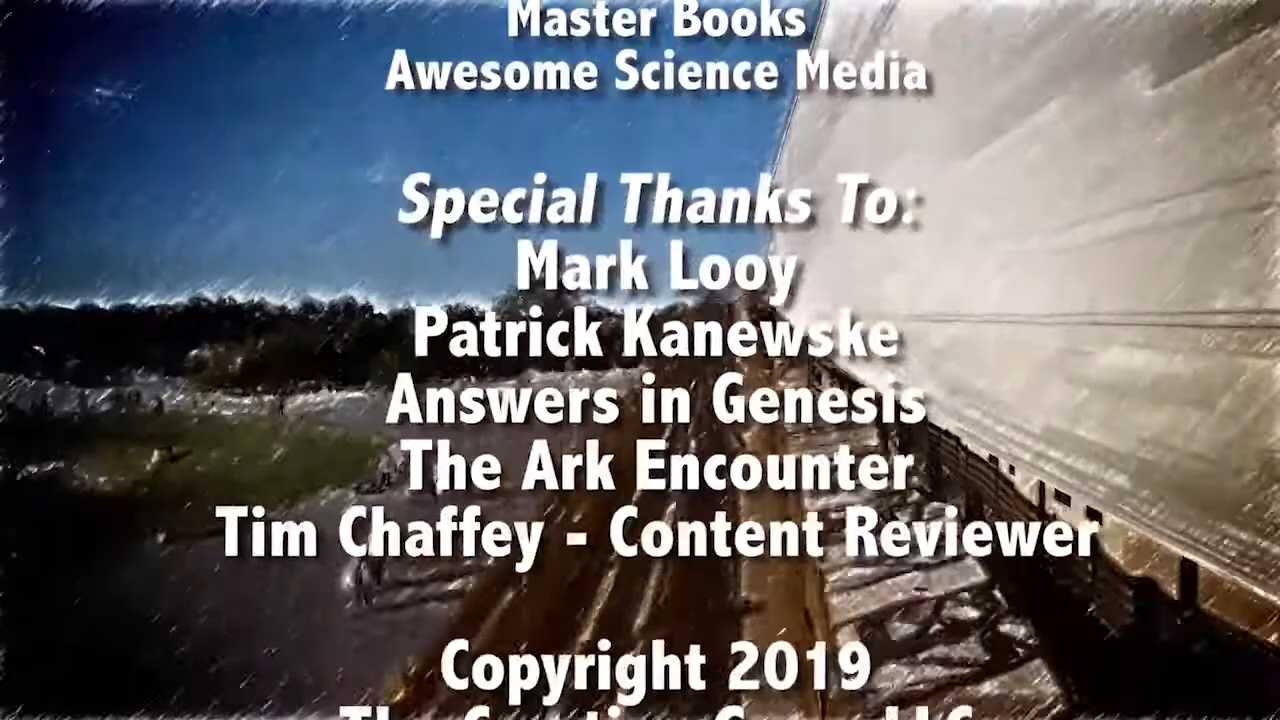 Master Books
Awesome Science Media
Special Thanks To:
Mark Looy
Patrick Kanewske
Answers in Genesis
The Ark Encounter
Tim Chaffey - Content Reviewer
Copyright 2019